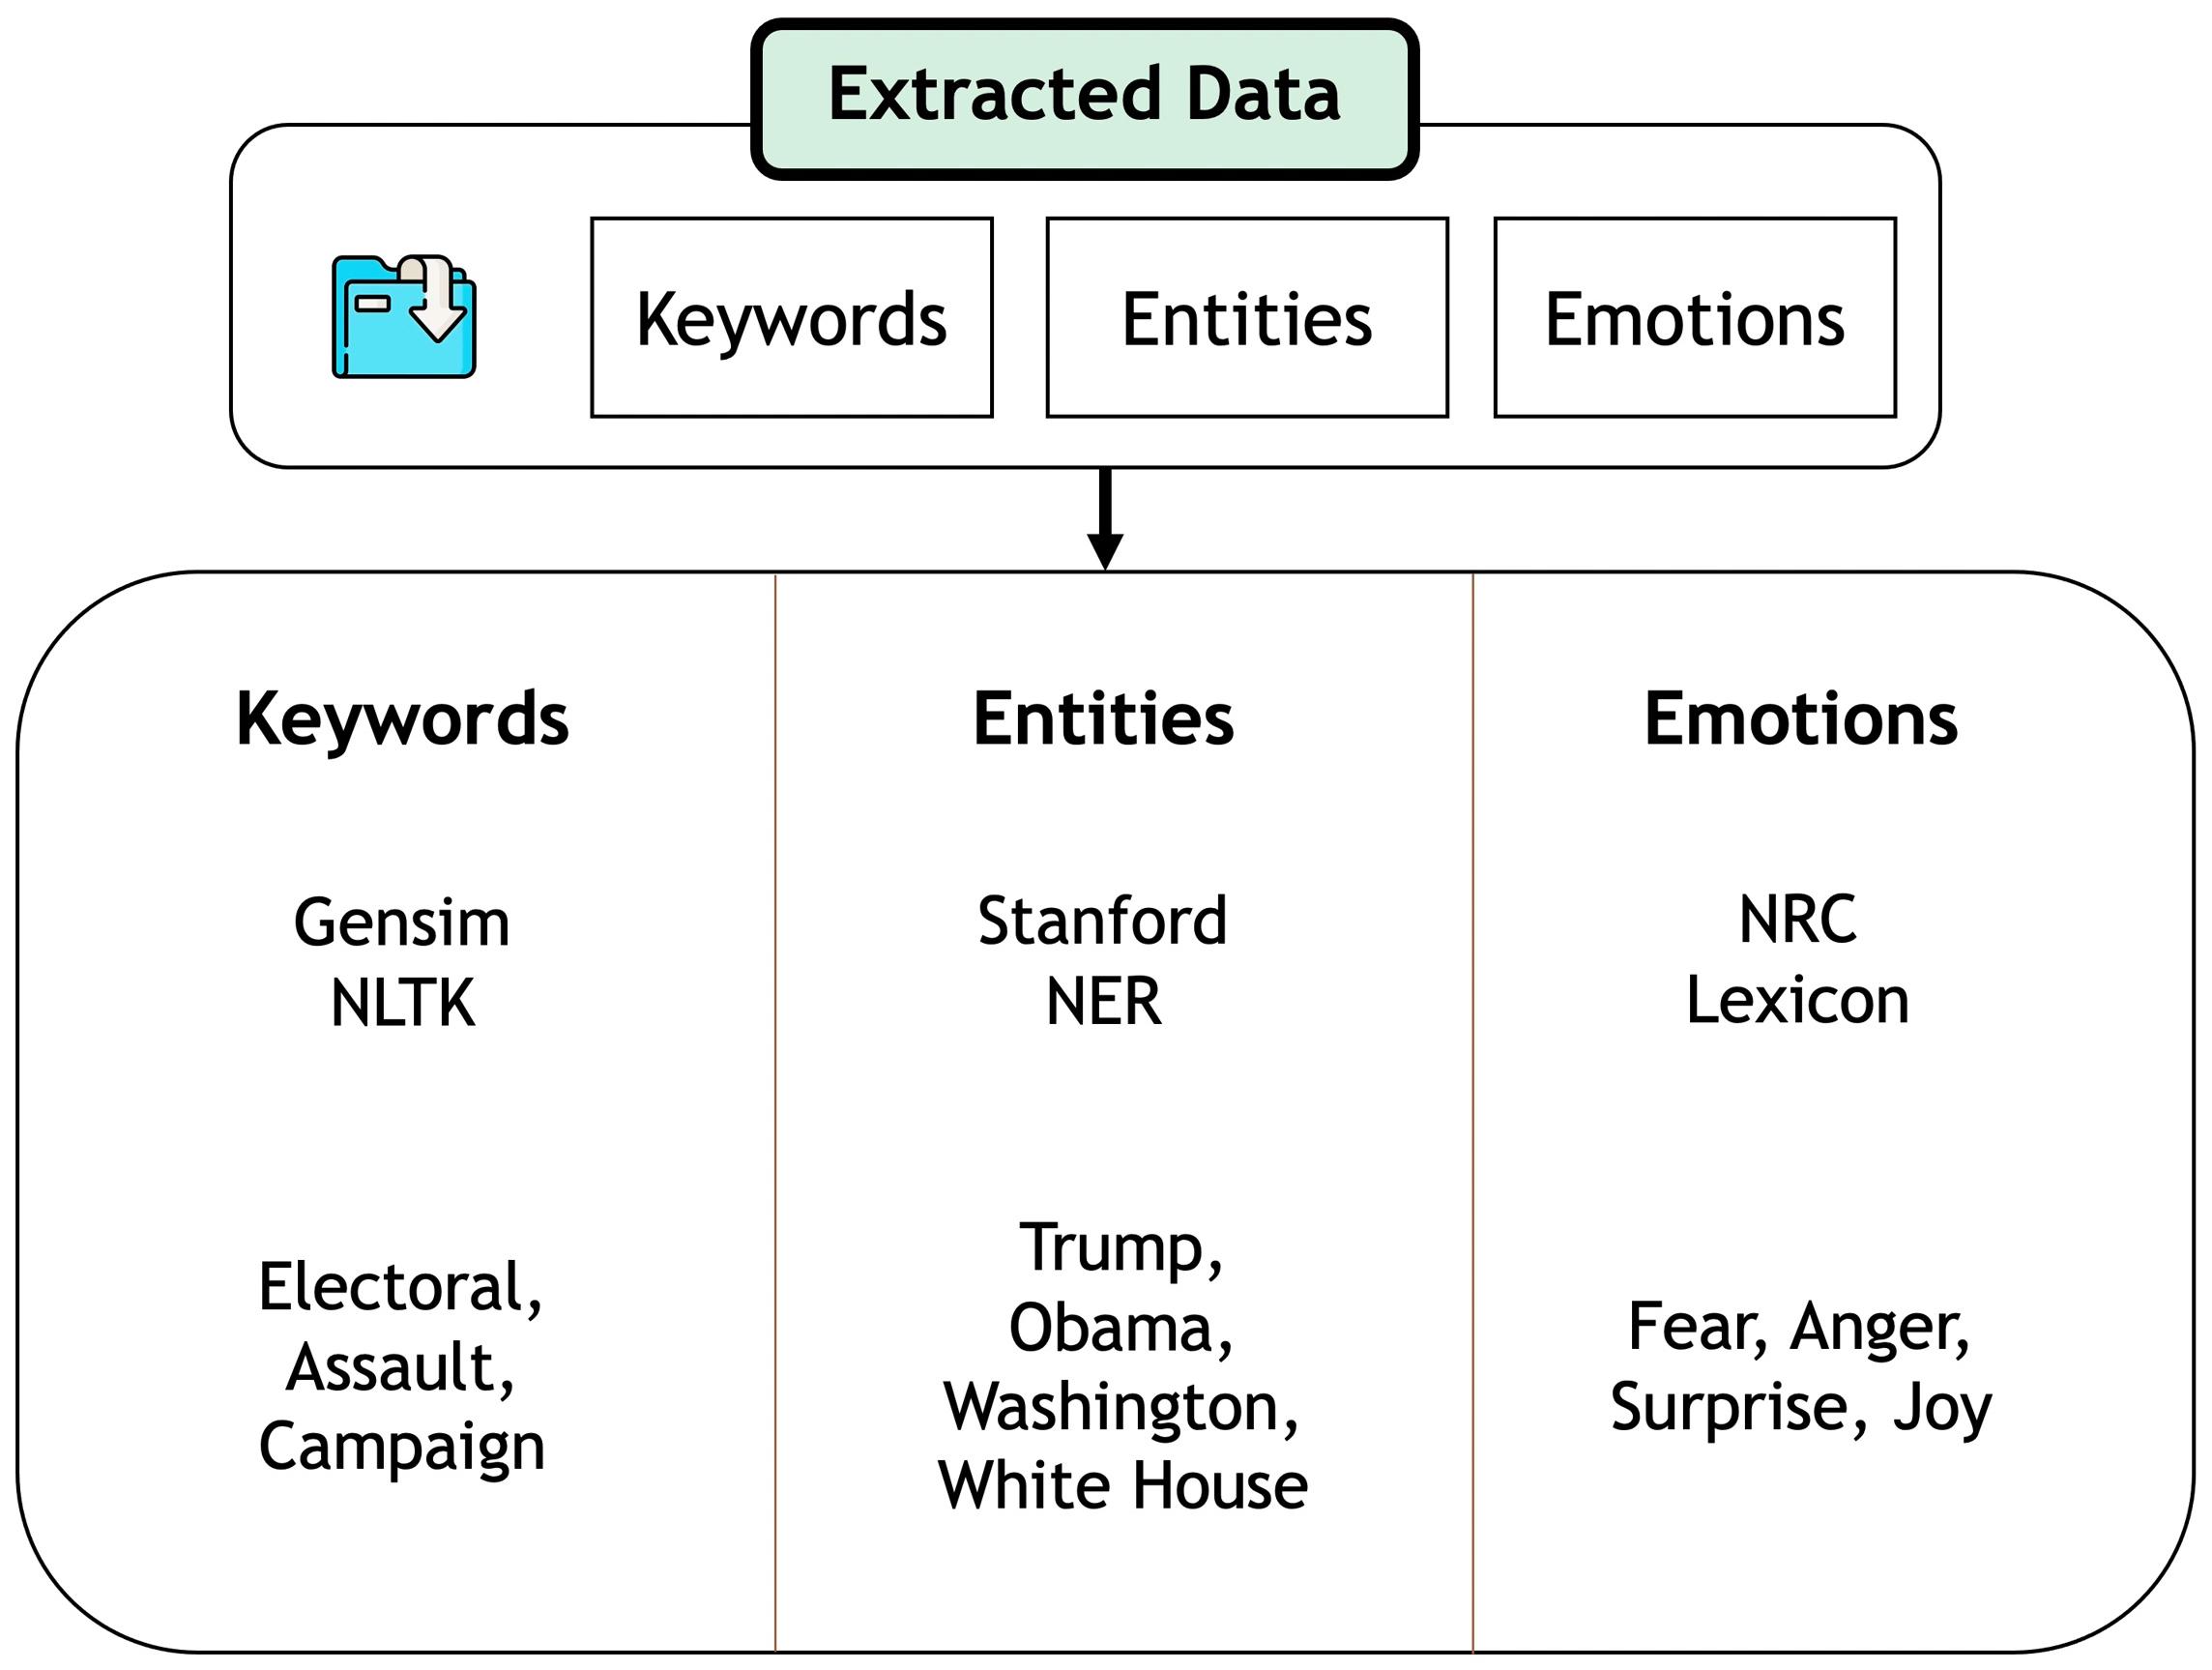 Extracted Data
Keywords
Entities
Emotions
Keywords
Gensim
NLTK
Electoral,
Assault,
Campaign
Entities
Stanford
NER
Trump,
Obama,
Washington,
White House
Emotions
NRC
Lexicon
Fear, Anger,
Surprise, Joy